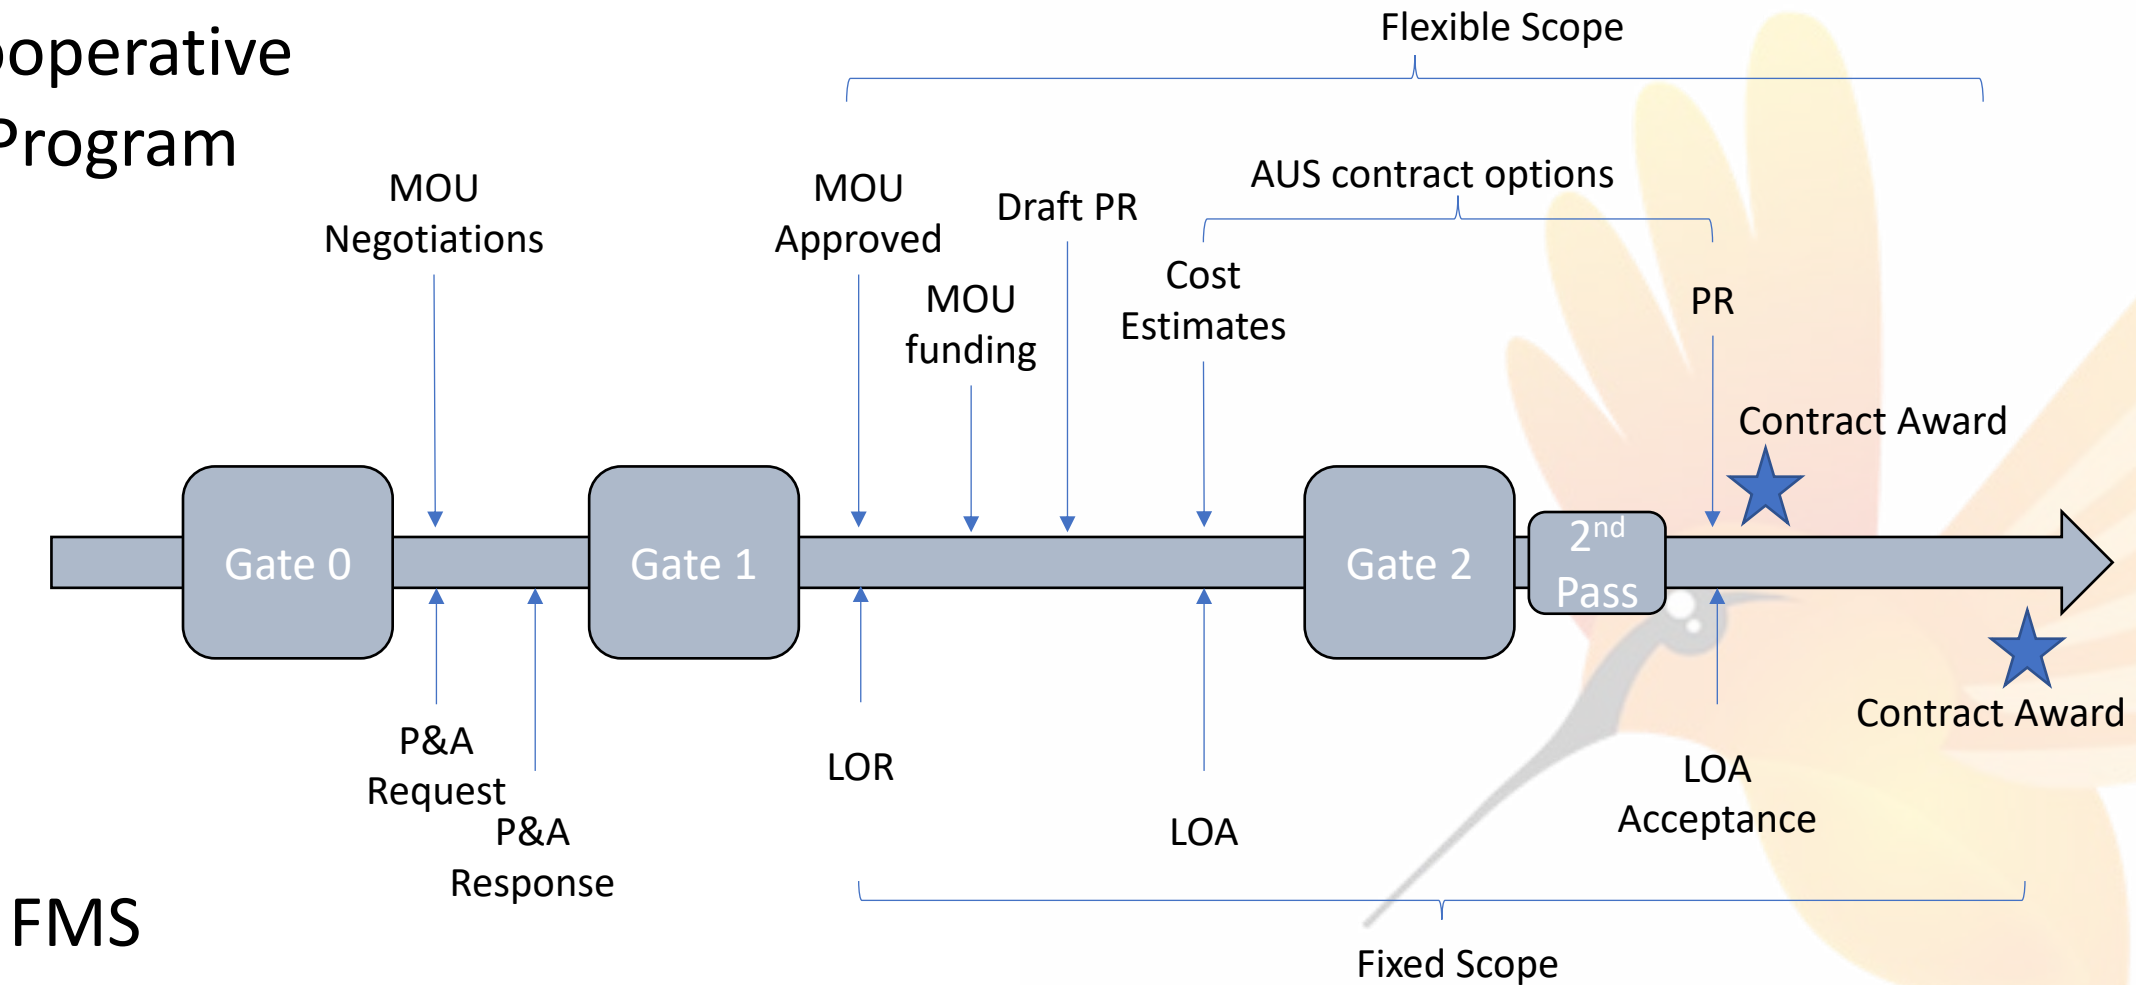 Flexible Scope
ooperative
Program
AUS contract options
MOU
Negotiations
MOU
Approved
Draft PR
MOU
funding
Cost
Estimates
PR
Contract Award
Gate 0
Gate 1
Gate 2
2nd
Pass
P&A
Request
P&A
Response
LOR
LOA
LOA
Acceptance
Contract Award
FMS
Fixed Scope